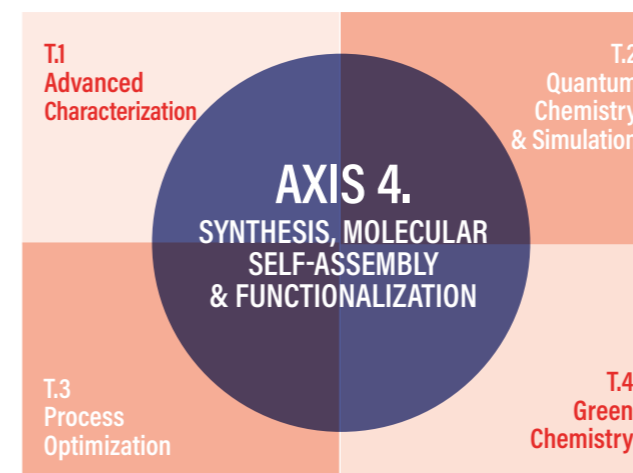 T.1
Advanced
Characterization
T.2
Quantum
Chemistry
& Simulation
AXIS 4.
SYNTHESIS, MOLECULAR
SELF-ASSEMBLY
& FUNCTIONALIZATION
T.3
Process
Optimization
T.4
Green
Chemistry